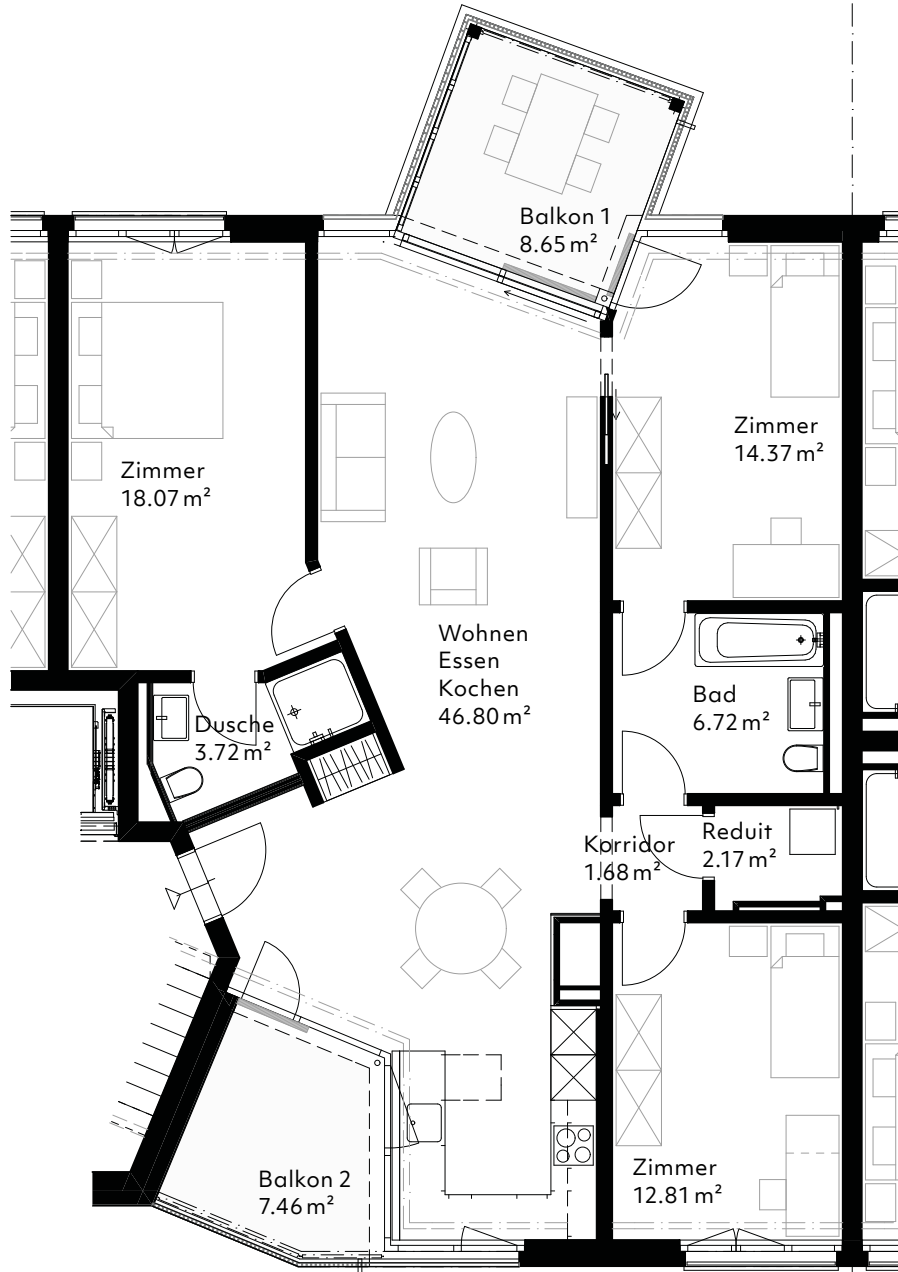 Balkon 1
8.65 m²
Zimmer
14.37 m²
Zimmer
18.07 m²
Wohnen
Essen
Kochen
46.80 m²
Bad
6.72 m²
Dusche
3.72 m²
Korridor
1.68 m²
Reduit
2.17 m²
Zimmer
12.81 m²
Balkon 2
7.46 m²